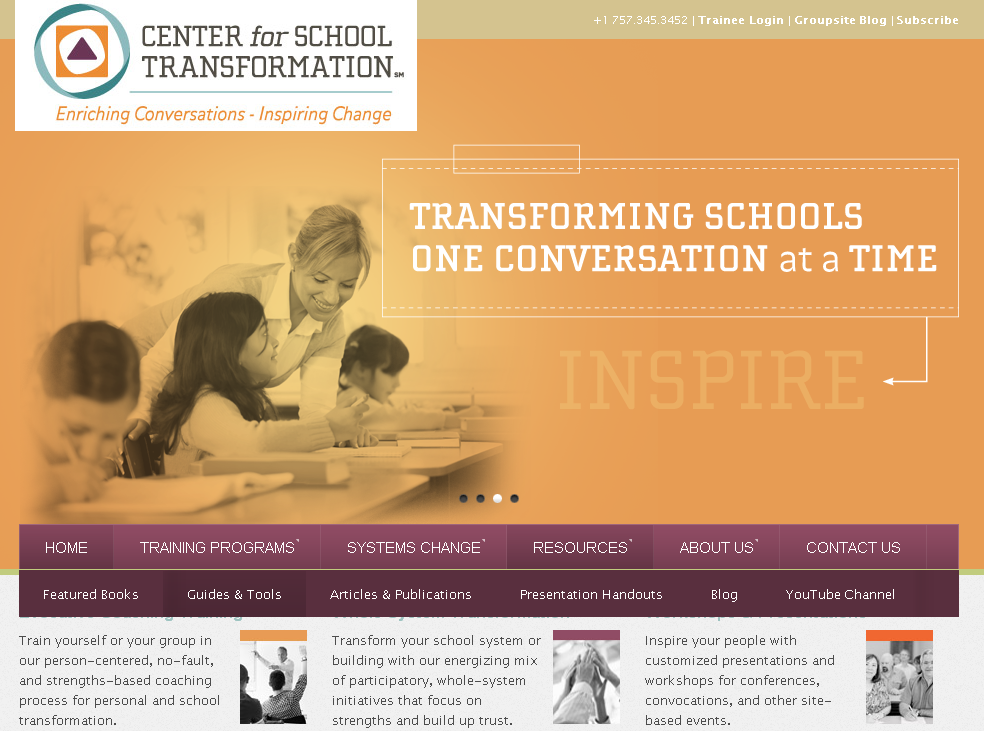 +1 757.345.3452 | Trainee Login | Groupsite Blog | Subscribe
CENTER for SCHOOL
TRANSFORMATION℠
Enriching Conversations - Inspiring Change
TRANSFORMING SCHOOLS
ONE CONVERSATION at a TIME
INSPIRE
HOME TRAINING PROGRAMS SYSTEMS CHANGE RESOURCES ABOUT US CONTACT US
Featured Books Guides & Tools Articles & Publications Presentation Handouts Blog YouTube Channel
Train yourself or your group in
our person-centered, no-fault,
and strengths-based coaching
process for personal and school
transformation.
Transform your school system or
building with our energizing mix
of participatory, whole-system
initiatives that focus on
strengths and build up trust.
Inspire your people with
customized presentations and
workshops for conferences,
convocations, and other site-
based events.